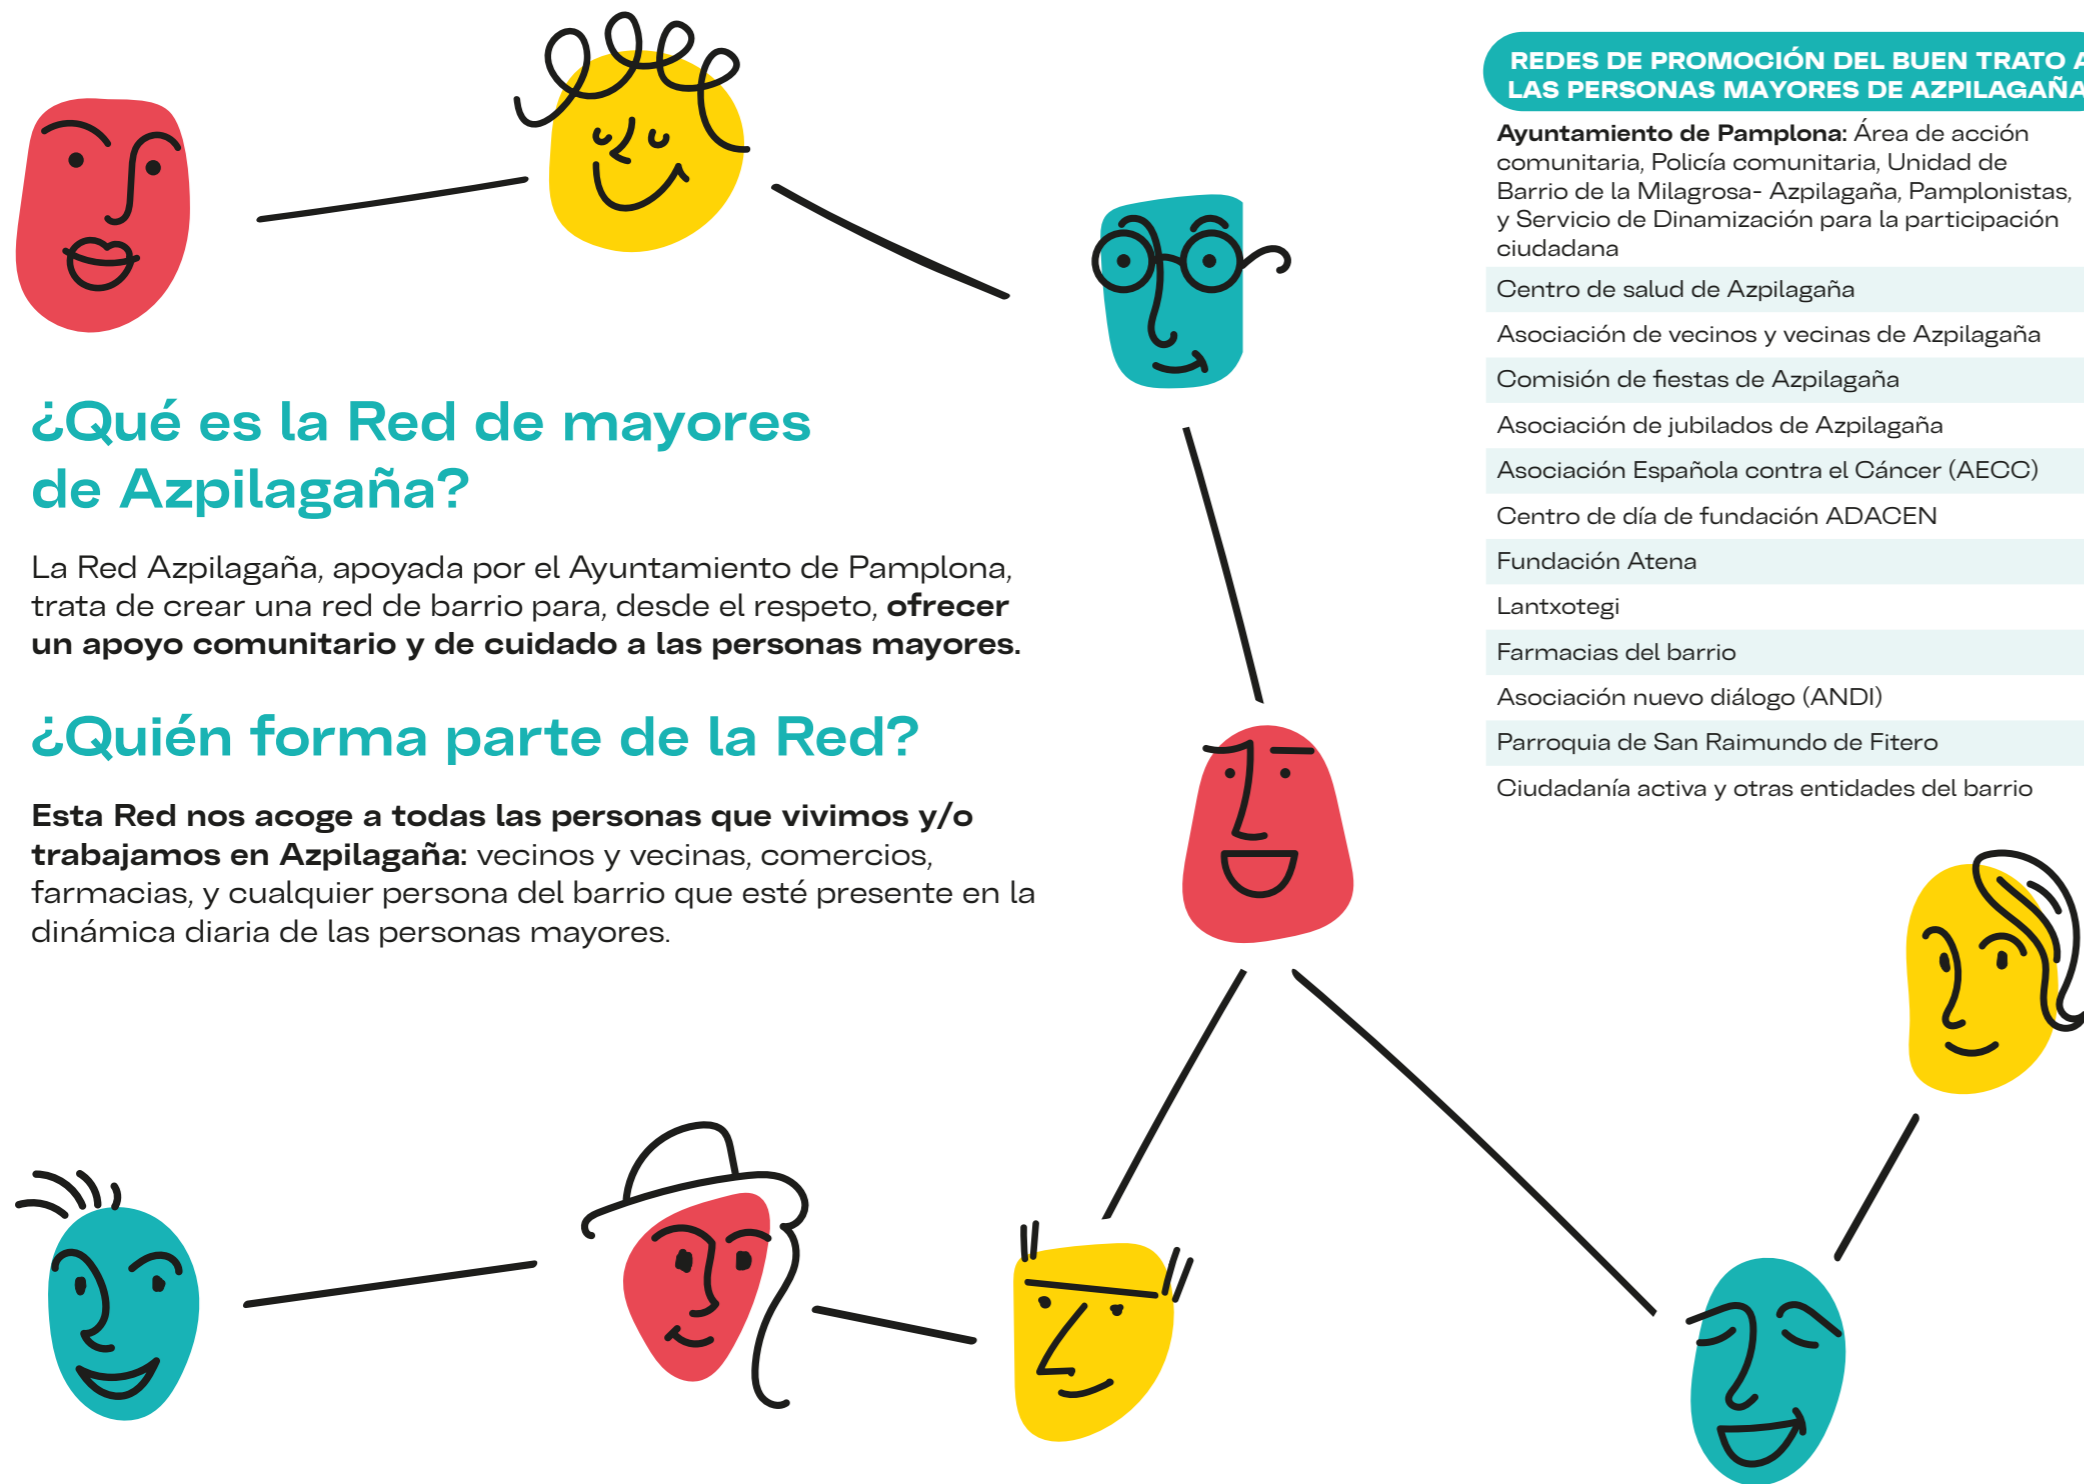 ¿Qué es la Red de mayores
de Azpilagaña?
La Red Azpilagaña, apoyada por el Ayuntamiento de Pamplona,
trata de crear una red de barrio para, desde el respeto, ofrecer
un apoyo comunitario y de cuidado a las personas mayores.
¿Quién forma parte de la Red?
Esta Red nos acoge a todas las personas que vivimos y/o
trabajamos en Azpilagaña: vecinos y vecinas, comercios,
farmacias, y cualquier persona del barrio que esté presente en la
dinámica diaria de las personas mayores.
REDES DE PROMOCIÓN DEL BUEN TRATO A
LAS PERSONAS MAYORES DE AZPILAGAÑA
Ayuntamiento de Pamplona: Área de acción
comunitaria, Policía comunitaria, Unidad de
Barrio de la Milagrosa- Azpilagaña, Pamplonistas,
y Servicio de Dinamización para la participación
ciudadana
Centro de salud de Azpilagaña
Asociación de vecinos y vecinas de Azpilagaña
Comisión de fiestas de Azpilagaña
Asociación de jubilados de Azpilagaña
Asociación Española contra el Cáncer (AECC)
Centro de día de fundación ADACEN
Fundación Atena
Lantxotegi
Farmacias del barrio
Asociación nuevo diálogo (ANDI)
Parroquia de San Raimundo de Fitero
Ciudadanía activa y otras entidades del barrio